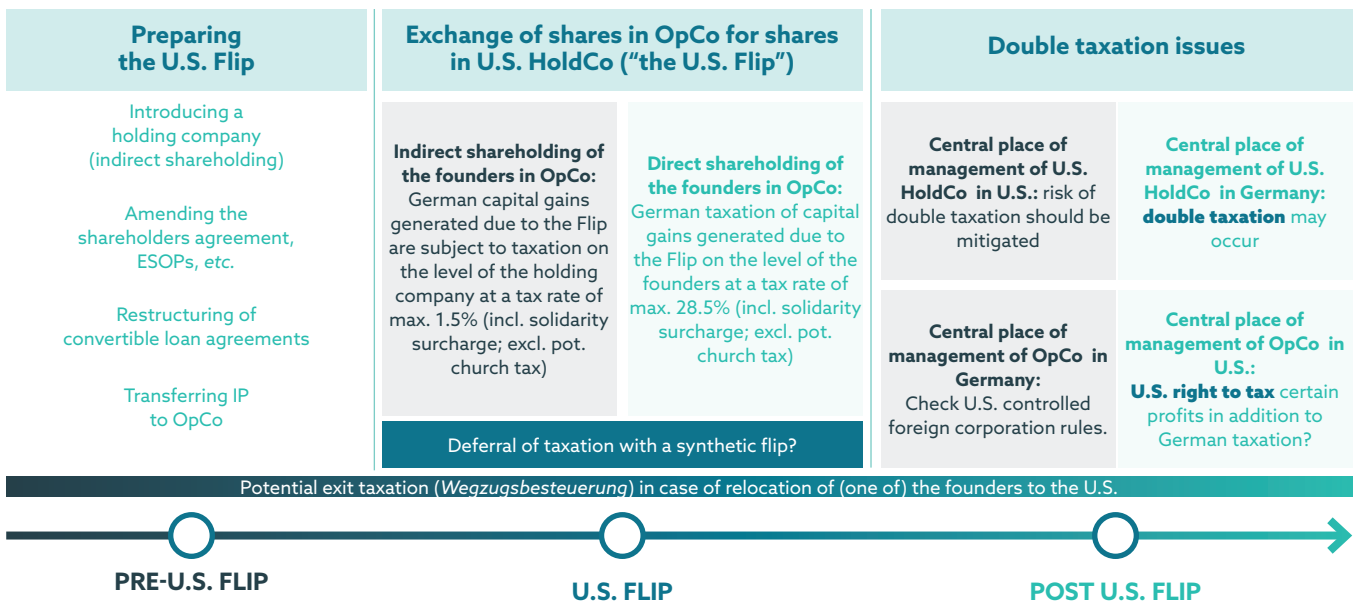 Preparing
the U.S. Flip
Introducing a
holding company
(indirect shareholding)
Amending the
shareholders agreement,
ESOPs, etc.
Restructuring of
convertible loan agreements
Transferring IP
to OpCo
Exchange of shares in OpCo for shares
in U.S. HoldCo (“the U.S. Flip”)
Indirect shareholding of
the founders in OpCo:
German capital gains
generated due to the Flip
are subject to taxation on
the level of the holding
company at a tax rate of
max. 1.5% (incl. solidarity
surcharge; excl. pot.
church tax)
Direct shareholding of
the founders in OpCo:
German taxation of capital
gains generated due to
the Flip on the level of the
founders at a tax rate of
max. 28.5% (incl. solidarity
surcharge; excl. pot.
church tax)
Deferral of taxation with a synthetic flip?
Double taxation issues
Central place of
management of U.S.
HoldCo in U.S.: risk of
double taxation should be
mitigated
Central place of
management of U.S.
HoldCo in Germany:
double taxation may
occur
Central place of
management of OpCo in
Germany:
Check U.S. controlled
foreign corporation rules.
Central place of
management of OpCo in
U.S.:
U.S. right to tax certain
profits in addition to
German taxation?
Potential exit taxation (Wegzugsbesteuerung) in case of relocation of (one of) the founders to the U.S.
PRE-U.S. FLIP
U.S. FLIP
POST U.S. FLIP